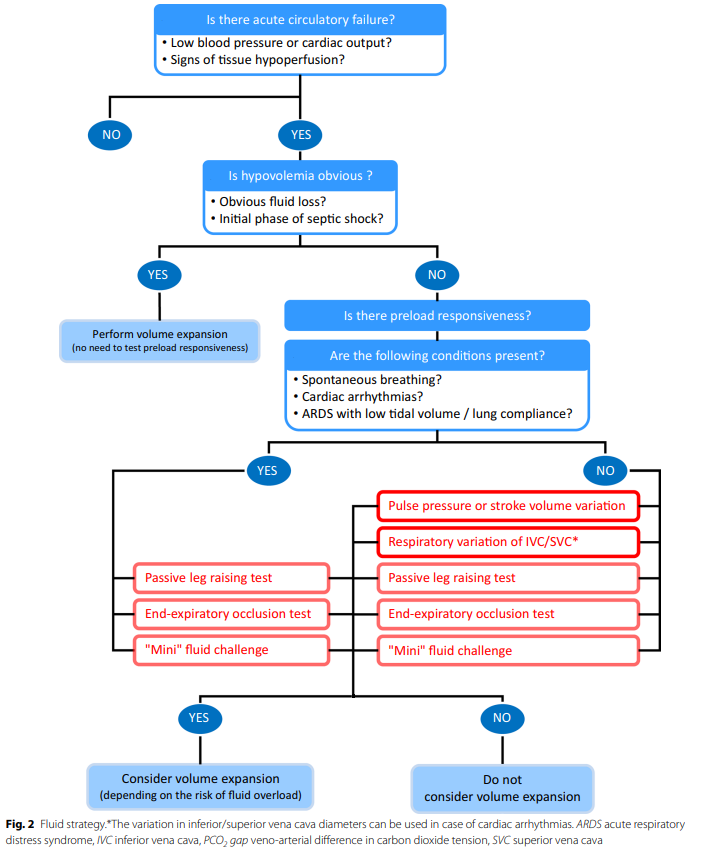 Is there acute circulatory failure?
• Low blood pressure or cardiac output?
• Signs of tissue hypoperfusion?
NO
YES
Is hypovolemia obvious ?
• Obvious fluid loss?
• Initial phase of septic shock?
YES
NO
Perform volume expansion
(no need to test preload responsiveness)
Is there preload responsiveness?
Are the following conditions present?
• Spontaneous breathing?
• Cardiac arrhythmias?
• ARDS with low tidal volume / lung compliance?
YES
NO
Pulse pressure or stroke volume variation
Respiratory variation of IVC/SVC*
Passive leg raising test
Passive leg raising test
End-expiratory occlusion test
End-expiratory occlusion test
"Mini" fluid challenge
"Mini" fluid challenge
YES
NO
Consider volume expansion
(depending on the risk of fluid overload)
Do not
consider volume expansion
Fig. 2 Fluid strategy.*The variation in inferior/superior vena cava diameters can be used in case of cardiac arrhythmias. ARDS acute respiratory
distress syndrome, IVC inferior vena cava, PCO₂ gap veno-arterial difference in carbon dioxide tension, SVC superior vena cava